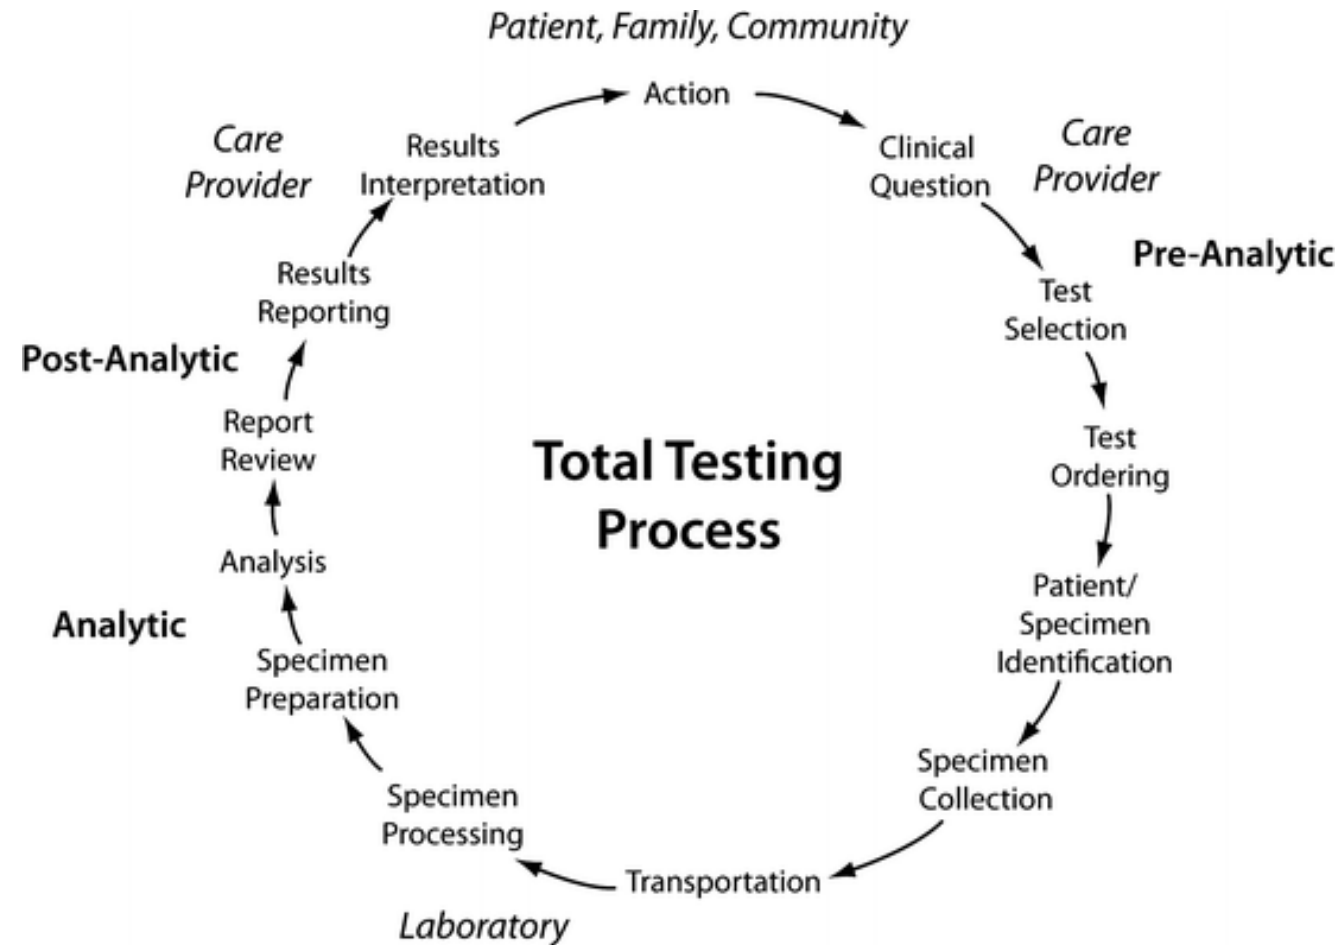 Patient, Family, Community
Action
Clinical
Question
Care
Provider
Pre-Analytic
Test
Selection
Test
Ordering
Patient/
Specimen
Identification
Specimen
Collection
Transportation
Laboratory
Specimen
Processing
Specimen
Preparation
Analytic
Analysis
Report
Review
Post-Analytic
Results
Reporting
Care
Provider
Results
Interpretation
Total Testing
Process